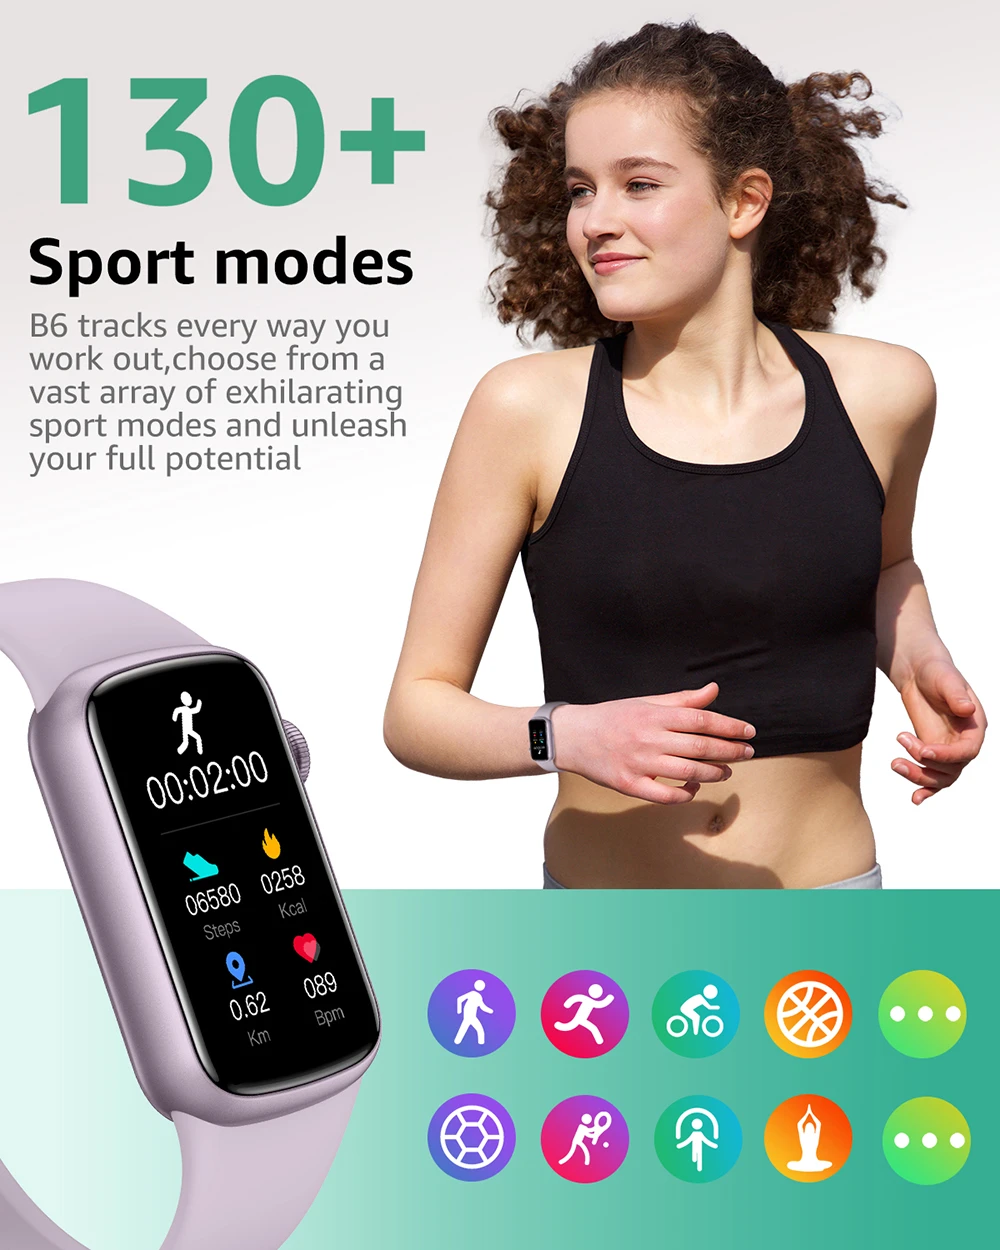 130+
Sport modes
B6 tracks every way you
work out,choose from a
vast array of exhilarating
sport modes and unleash
your full potential
00:02:00
06580
Steps
0258
Kcal
0.62
Km
089
Bpm